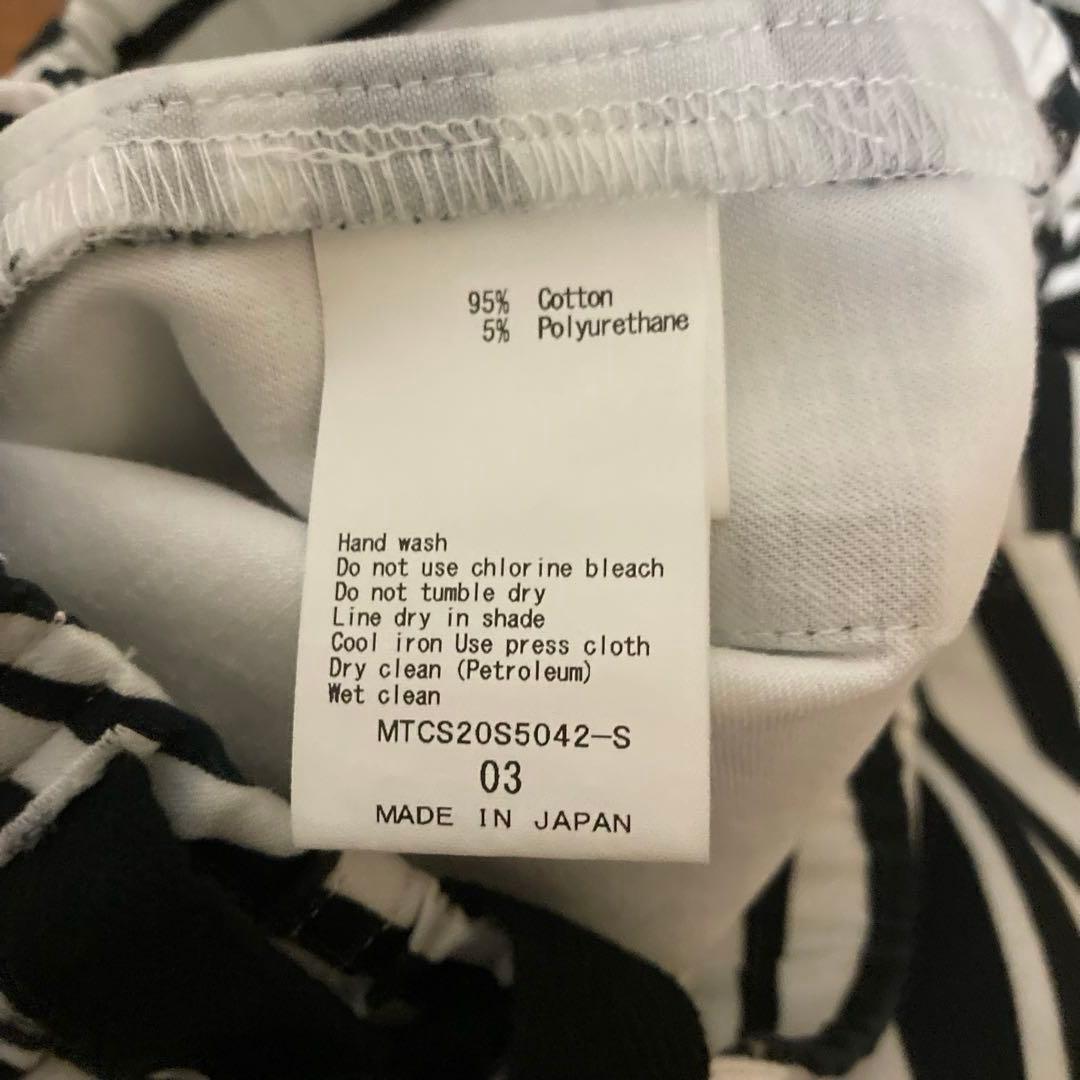 95% Cotton
5% Polyurethane
Hand wash
Do not use chlorine bleach
Do not tumble dry
Line dry in shade
Cool iron Use press cloth
Dry clean (Petroleum)
Wet clean
MTCS20S5042-S
03
MADE IN JAPAN